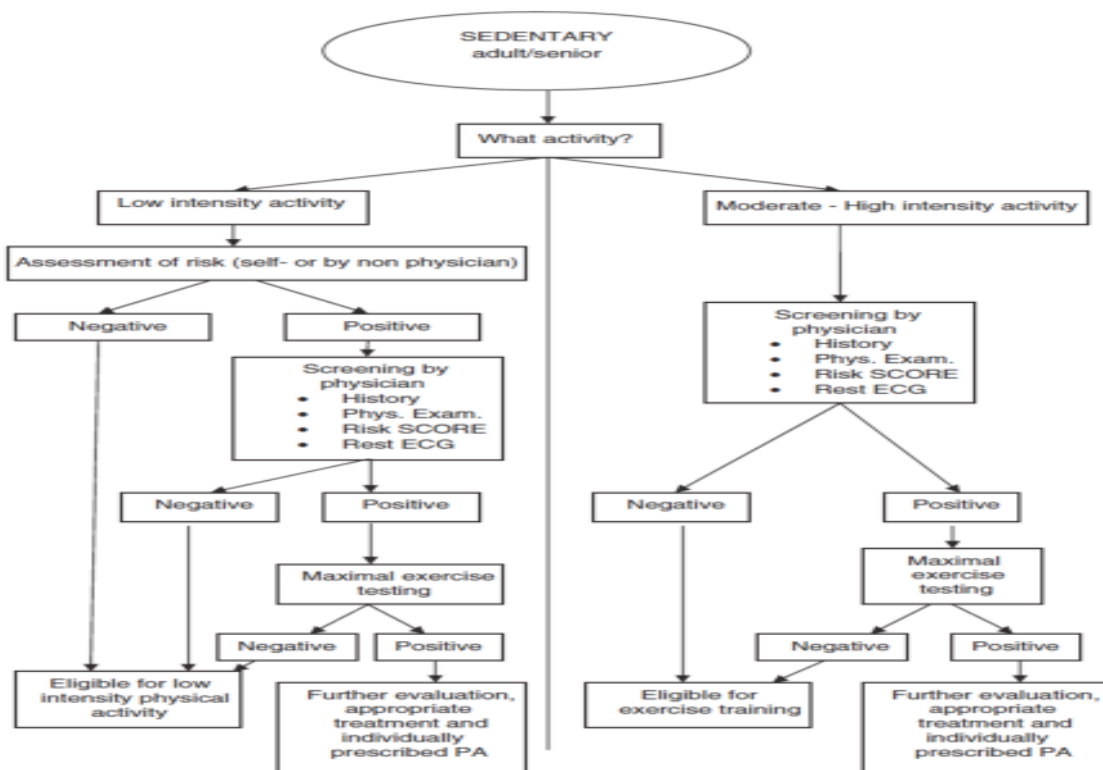 SEDENTARY
adult/senior
What activity?
Low intensity activity
Assessment of risk (self- or by non physician)
Negative
Positive
Screening by
physician
• History
• Phys. Exam.
• Risk SCORE
• Rest ECG
Negative
Positive
Maximal exercise
testing
Negative
Positive
Eligible for low
intensity physical
activity
Further evaluation,
appropriate
treatment and
individually
prescribed PA
Moderate - High intensity activity
Screening by
physician
• History
• Phys. Exam.
• Risk SCORE
• Rest ECG
Negative
Positive
Maximal
exercise
testing
Negative
Positive
Eligible for
exercise training
Further evaluation,
appropriate
treatment and
individually
prescribed PA